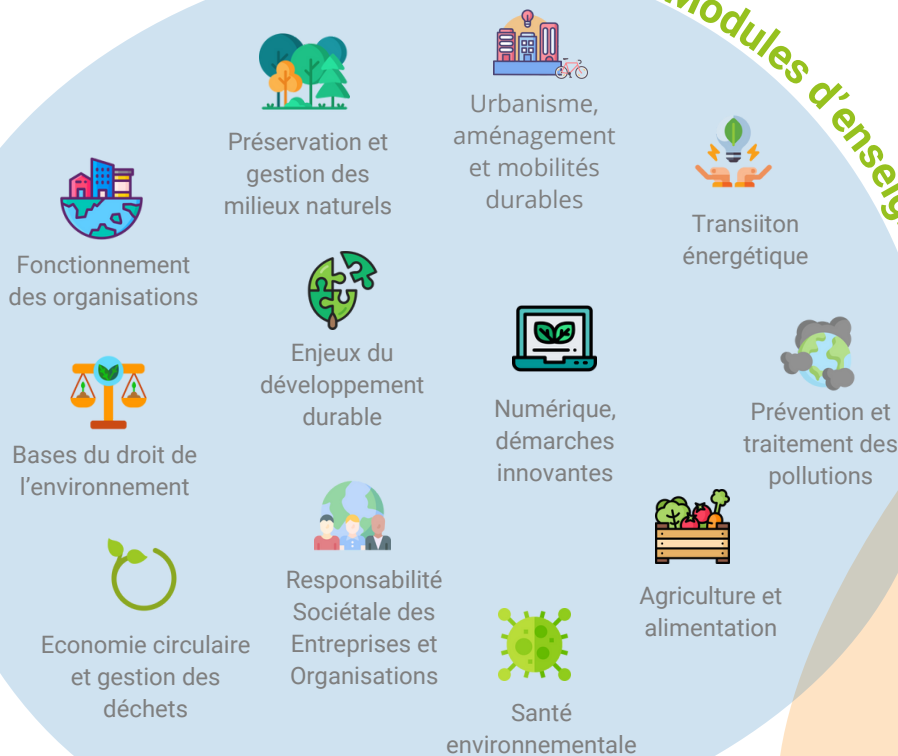 Modules d'enseig
Préservation et
gestion des
milieux naturels
Urbanisme,
aménagement
et mobilités
durables
Transiiton
énergétique
Fonctionnement
des organisations
Enjeux du
développement
durable
Numérique,
démarches
innovantes
Prévention et
traitement des
pollutions
Bases du droit de
l'environnement
Responsabilité
Sociétale des
Entreprises et
Organisations
Agriculture et
alimentation
Economie circulaire
et gestion des
déchets
Santé
environnementale